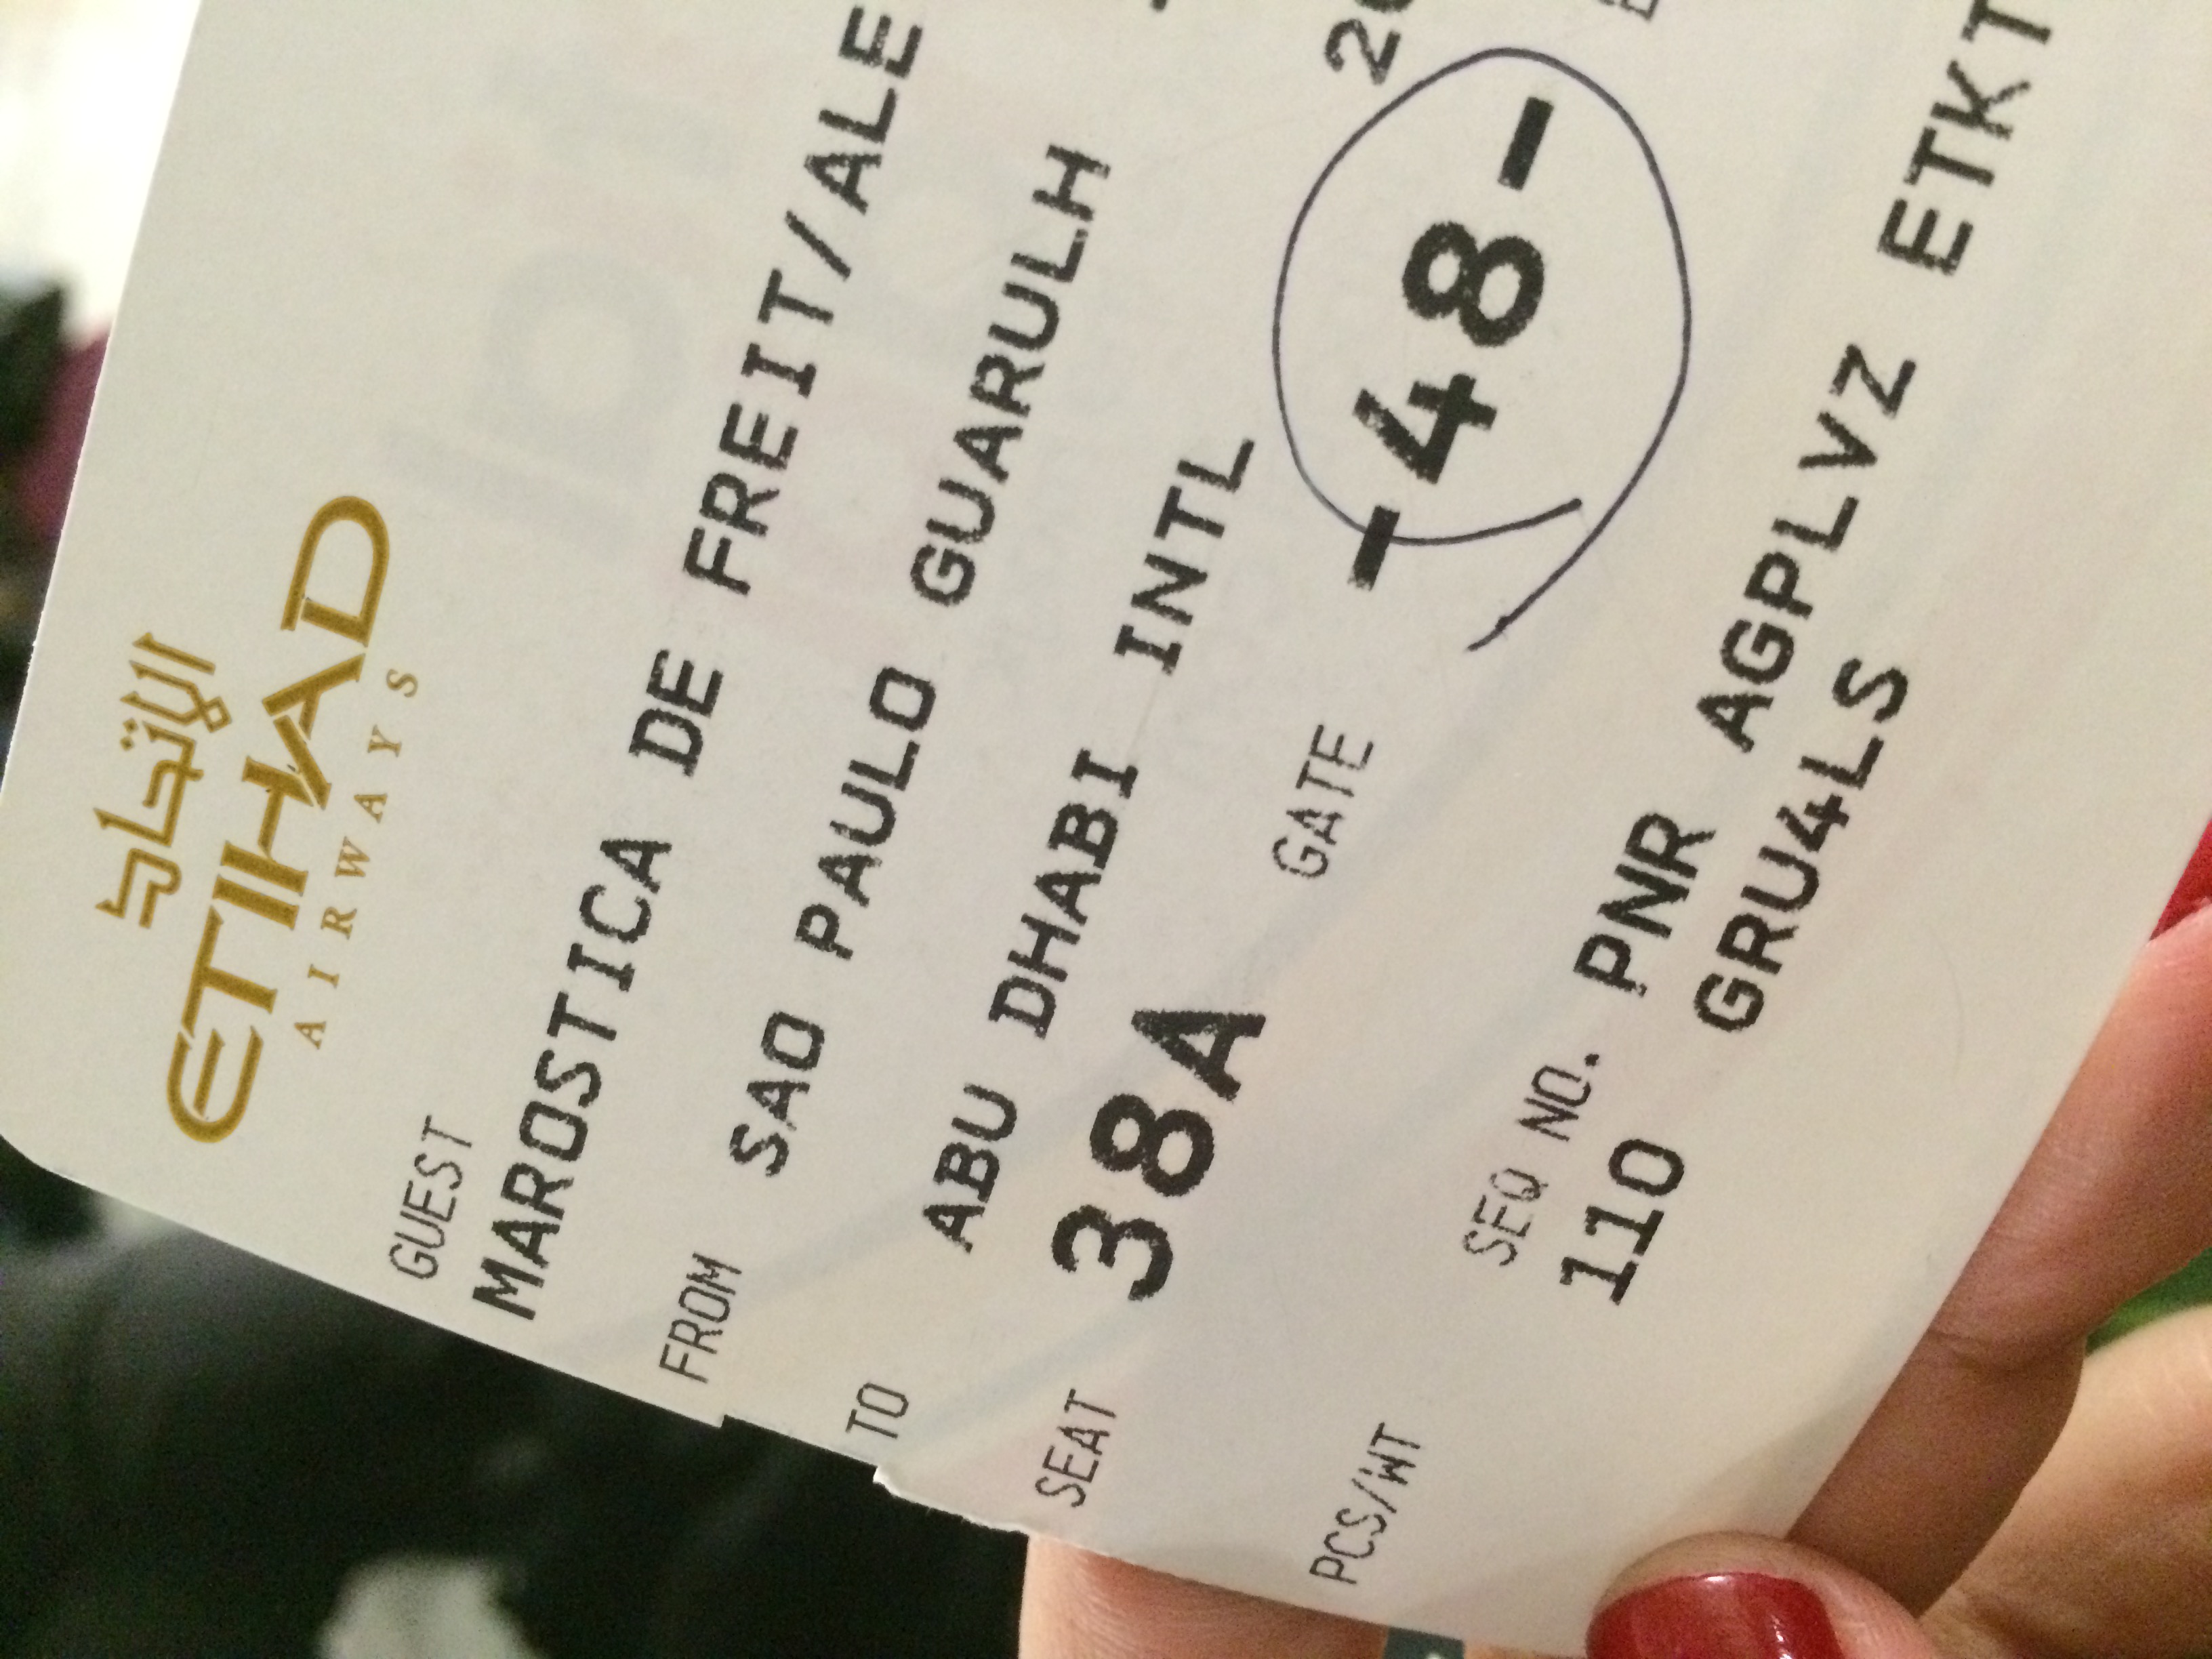 الإتحاد
ETIHAD
AIRWAYS
GUEST
MAROSTICA DE FREIT/ALE
FROM SAO PAULO GUARULH
TO ABU DHABI INTL
SEAT 38A GATE -48-
PCS/WT SEQ NO. PNR AGPLVZ ETKT
110 GRU4LS